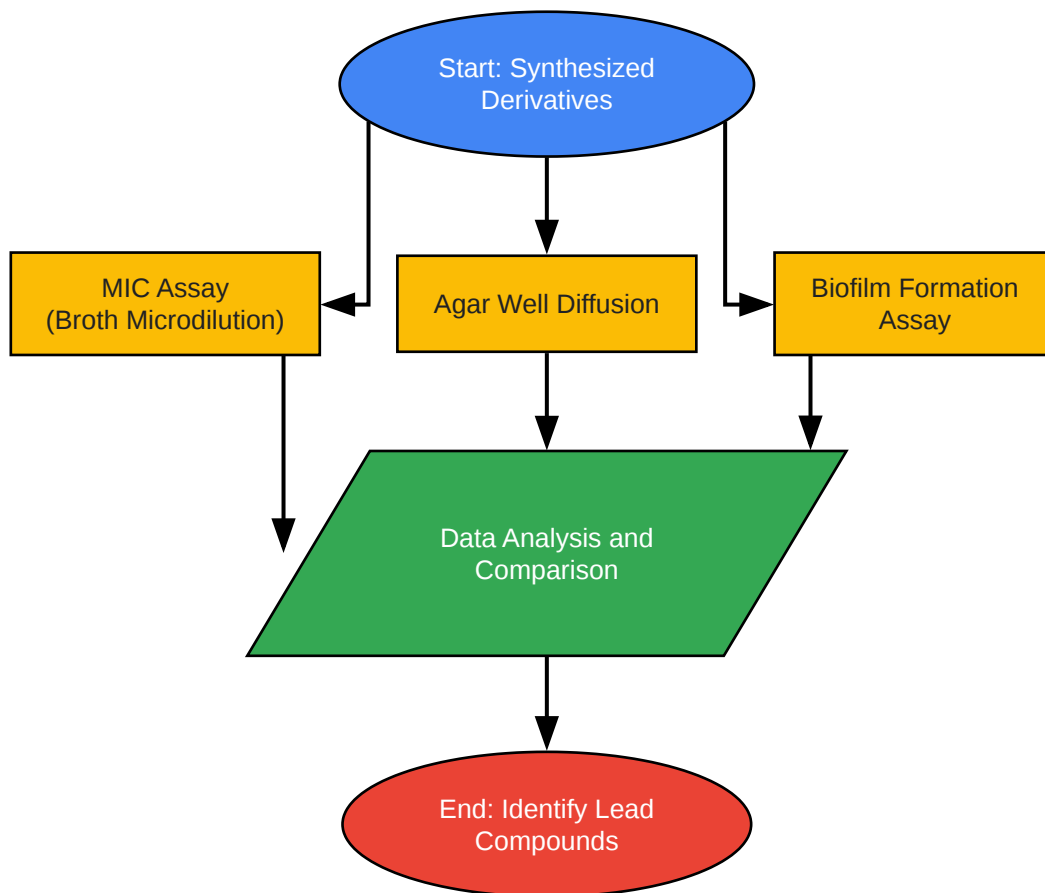 Start: Synthesized
Derivatives
MIC Assay
(Broth Microdilution)
Agar Well Diffusion
Biofilm Formation
Assay
Data Analysis and
Comparison
End: Identify Lead
Compounds